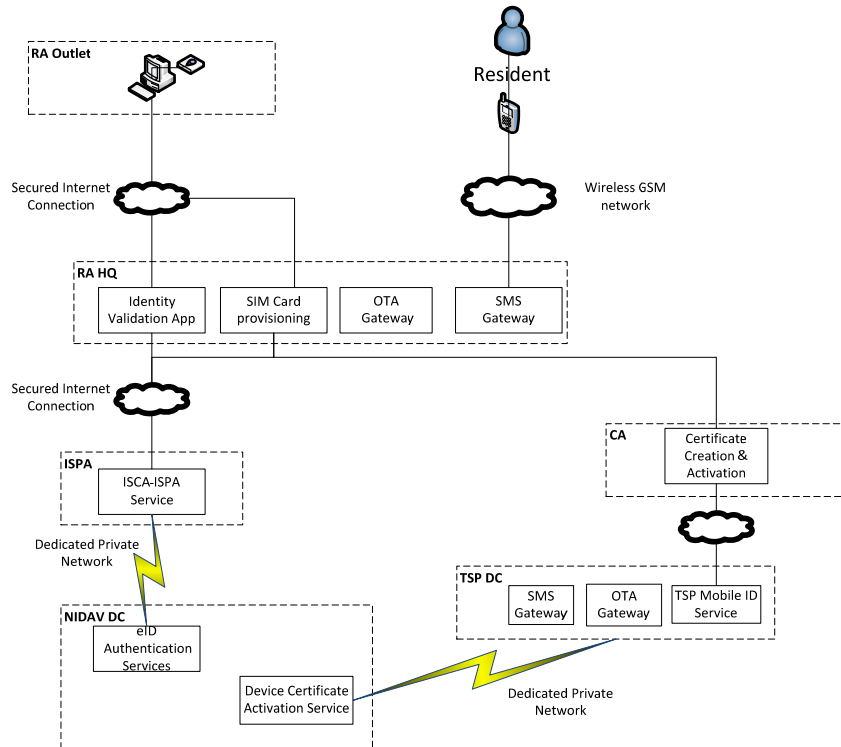 RA Outlet
Resident
Secured Internet
Connection
Wireless GSM
network
RA HQ
Identity
Validation App
SIM Card
provisioning
OTA
Gateway
SMS
Gateway
Secured Internet
Connection
CA
Certificate
Creation &
Activation
ISPA
ISCA-ISPA
Service
Dedicated Private
Network
TSP DC
SMS
Gateway
OTA
Gateway
TSP Mobile ID
Service
NIDAV DC
eID
Authentication
Services
Device Certificate
Activation Service
Dedicated Private
Network